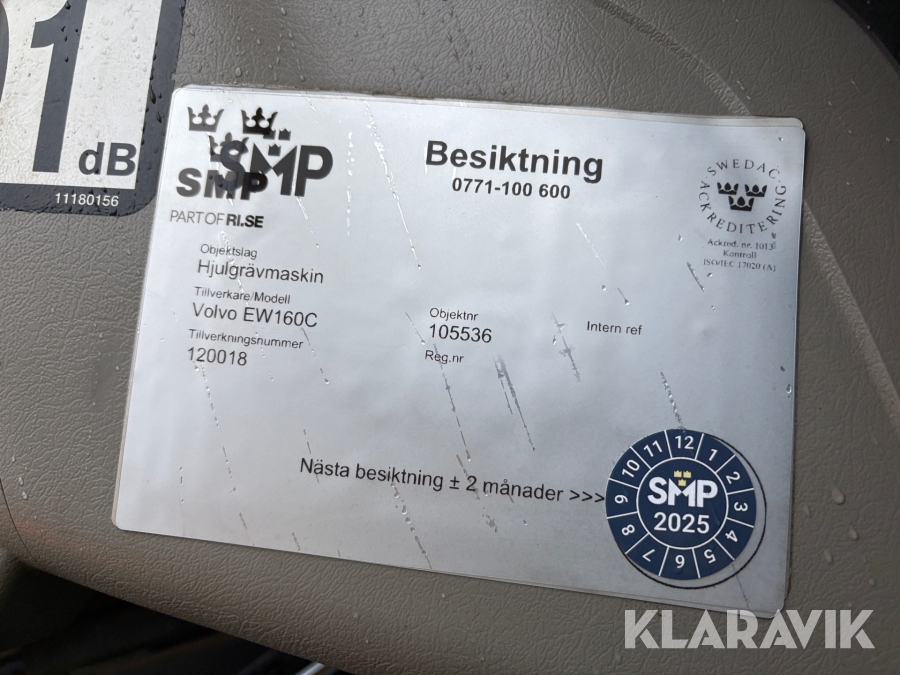 01
dB
11180156
SMP
SMP
PART OF RI.SE
Besiktning
0771-100 600
SWEDAC
ACKREDITERING
Ackred. nr. 1013
Kontroll
ISO/IEC 17020 (A)
Objektslag
Hjulgrävmaskin
Tillverkare/Modell
Volvo EW160C
Tillverkningsnummer
120018
Objektnr
105536
Reg.nr
Intern ref
Nästa besiktning ± 2 månader >>>
12 1 2 3 4 5 6 7 8 9 10 11
SMP
2025
KLARAVIK